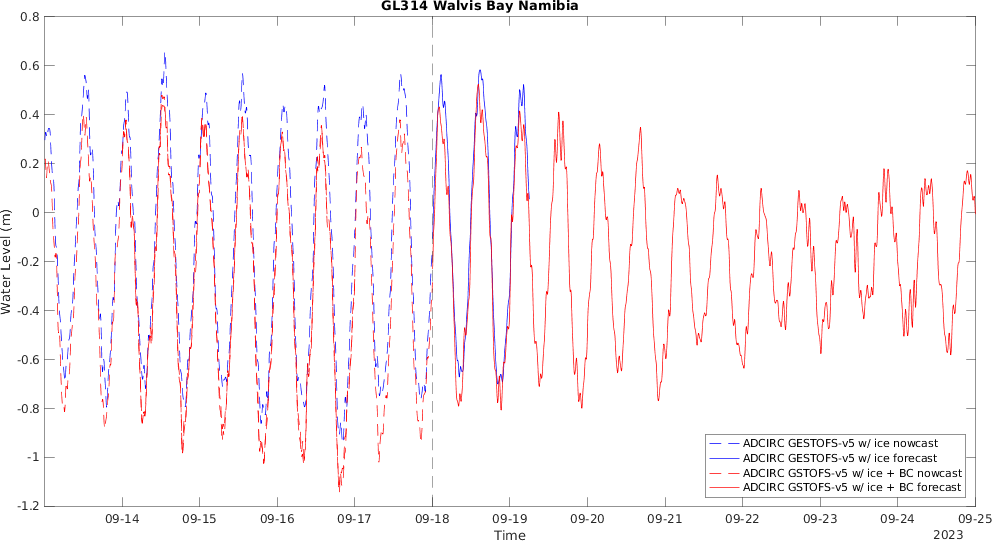 GL314 Walvis Bay Namibia
Water Level (m)
0.8
0.6
0.4
0.2
0
-0.2
-0.4
-0.6
-0.8
-1
-1.2
ADCIRC GESTOFS-v5 w/ ice nowcast
ADCIRC GESTOFS-v5 w/ ice forecast
ADCIRC GSTOFS-v5 w/ ice + BC nowcast
ADCIRC GSTOFS-v5 w/ ice + BC forecast
09-14 09-15 09-16 09-17 09-18 09-19 09-20 09-21 09-22 09-23 09-24 09-25
Time
2023